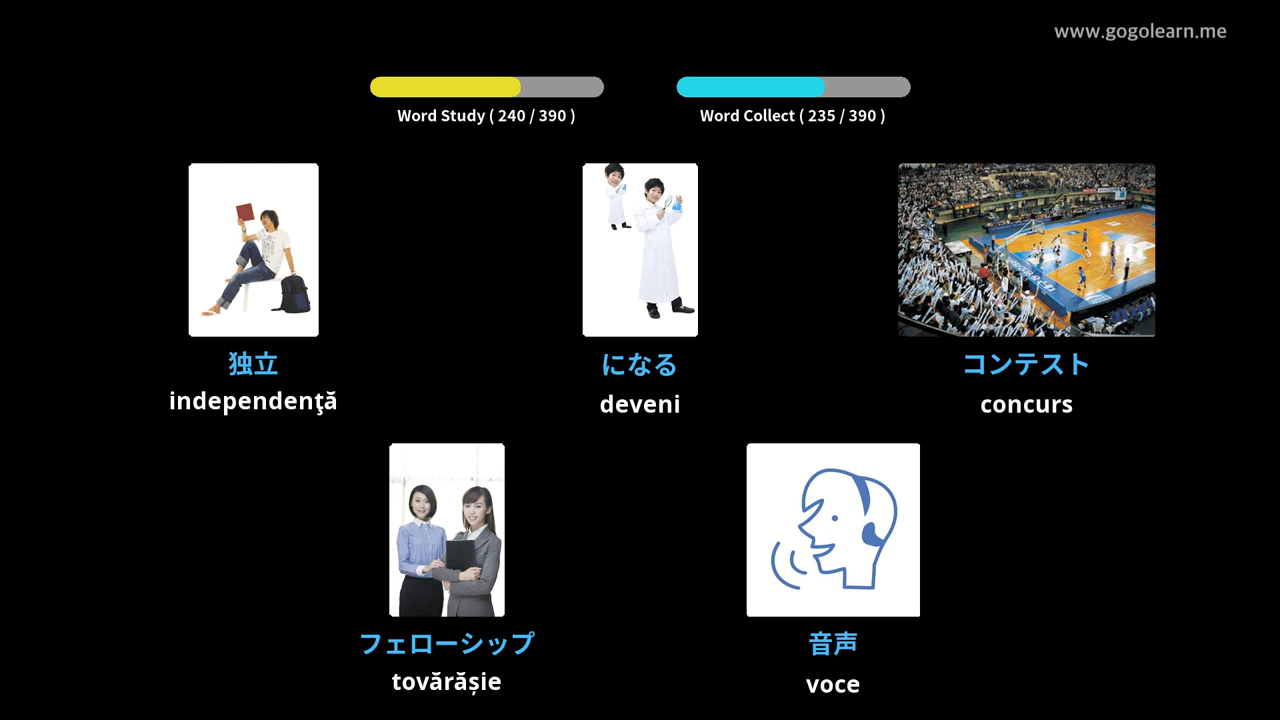 www.gogolearn.me
Word Study ( 240 / 390 )
Word Collect ( 235 / 390 )
独立
independenţă
になる
deveni
コンテスト
concurs
フェローシップ
tovărășie
音声
voce